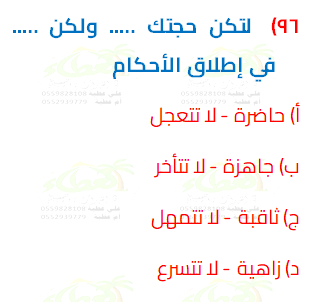 ٩٦) لتكن حجتك ..... ولكن .....
في إطلاق الأحكام
أ) حاضرة - لا تتعجل
ب) جاهزة - لا تتأخر
ج) ثاقبة - لا تتمهل
د) زاهية - لا تتسرع